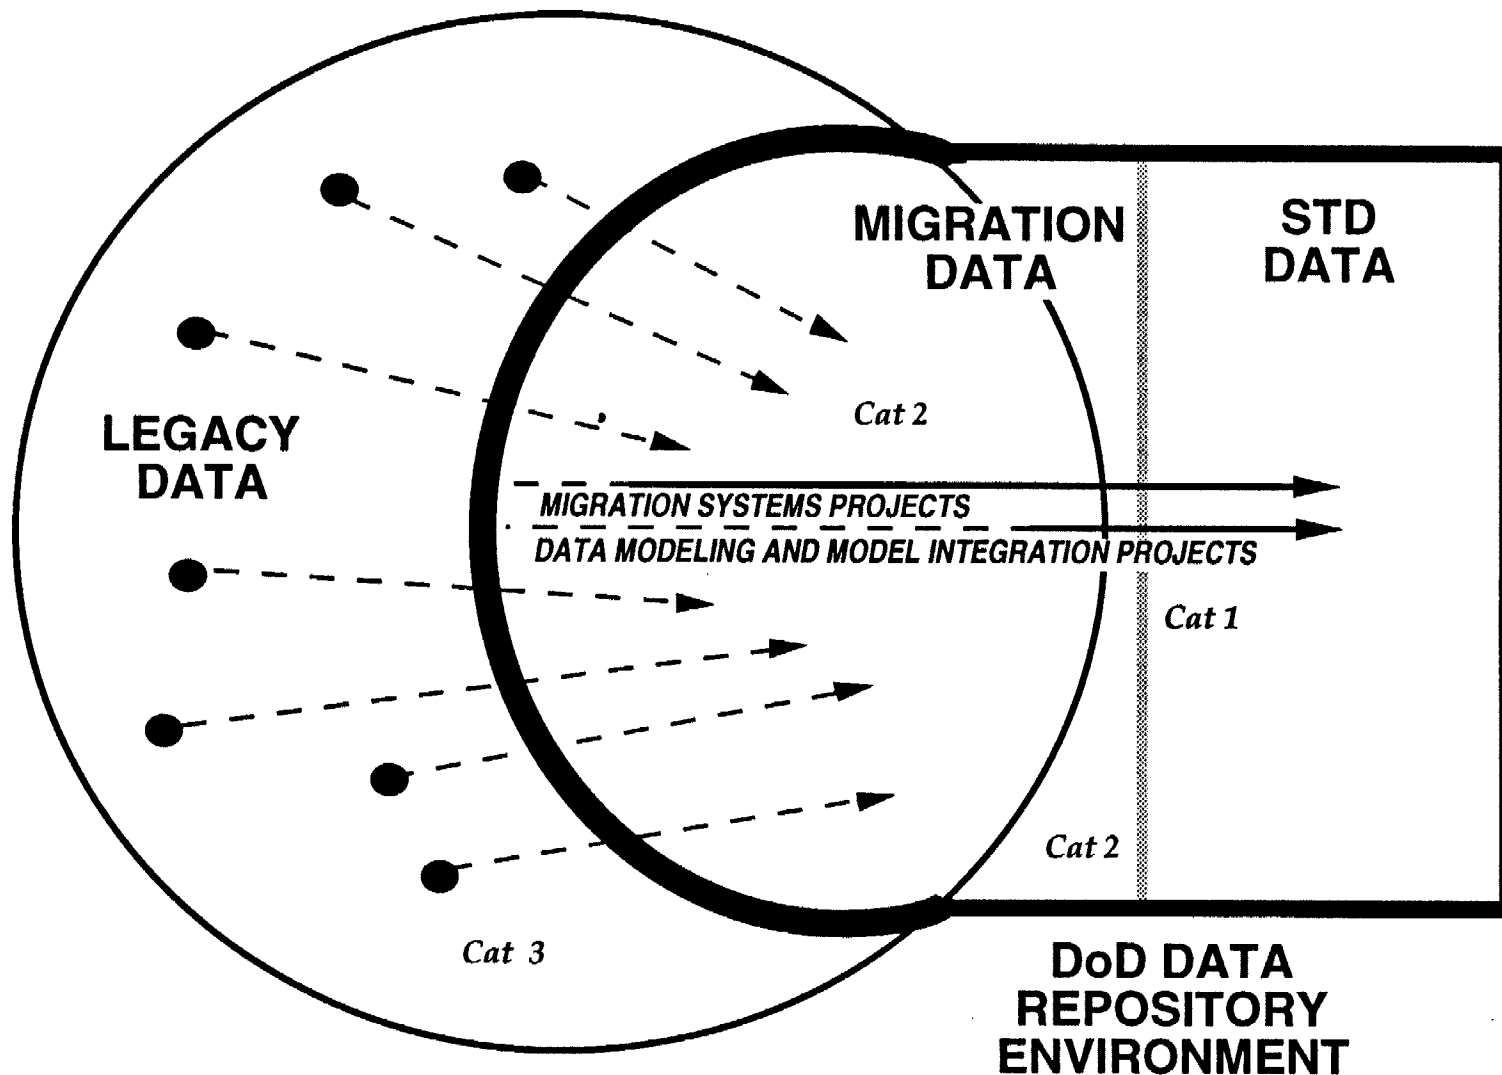 MIGRATION
DATA
STD
DATA
Cat 2
LEGACY
DATA
MIGRATION SYSTEMS PROJECTS
DATA MODELING AND MODEL INTEGRATION PROJECTS
Cat 1
Cat 2
Cat 3
DoD DATA
REPOSITORY
ENVIRONMENT